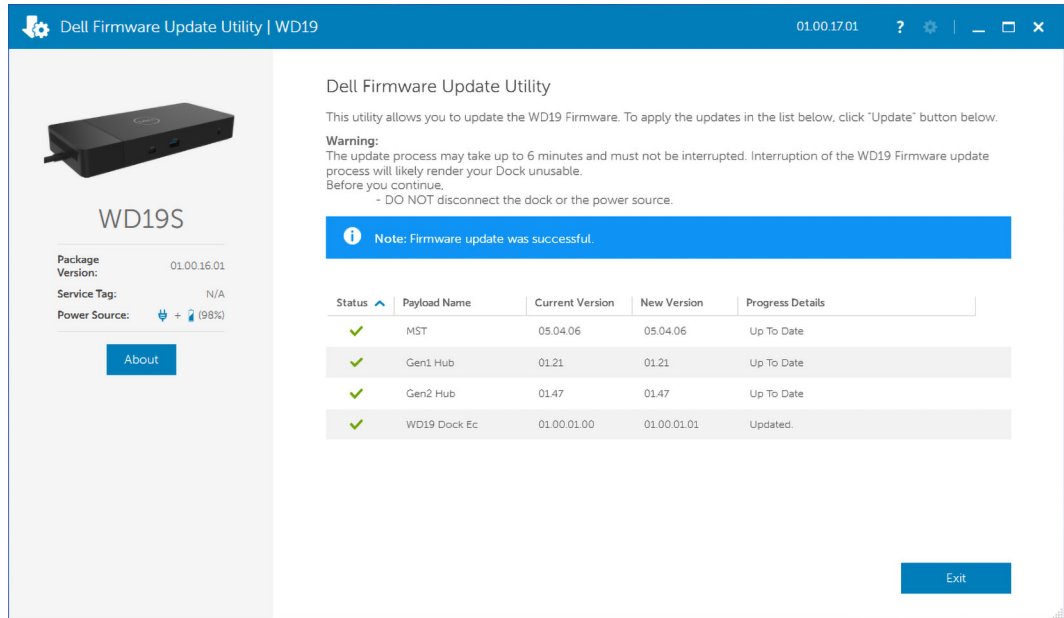 Dell Firmware Update Utility | WD19
01.00.17.01
?
WD19S
Package Version: 01.00.16.01
Service Tag: N/A
Power Source: + (98%)
About
Dell Firmware Update Utility
This utility allows you to update the WD19 Firmware. To apply the updates in the list below, click "Update" button below.
Warning:
The update process may take up to 6 minutes and must not be interrupted. Interruption of the WD19 Firmware update
process will likely render your Dock unusable.
Before you continue,
- DO NOT disconnect the dock or the power source.
Note: Firmware update was successful.
Status Payload Name Current Version New Version Progress Details
MST 05.04.06 05.04.06 Up To Date
Gen1 Hub 01.21 01.21 Up To Date
Gen2 Hub 01.47 01.47 Up To Date
WD19 Dock Ec 01.00.01.00 01.00.01.01 Updated.
Exit